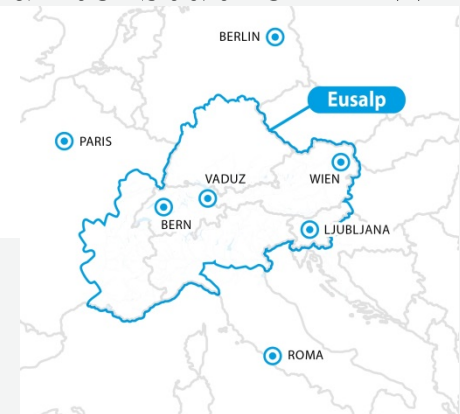 BERLIN
Eusalp
PARIS
VADUZ
WIEN
BERN
LJUBLJANA
ROMA